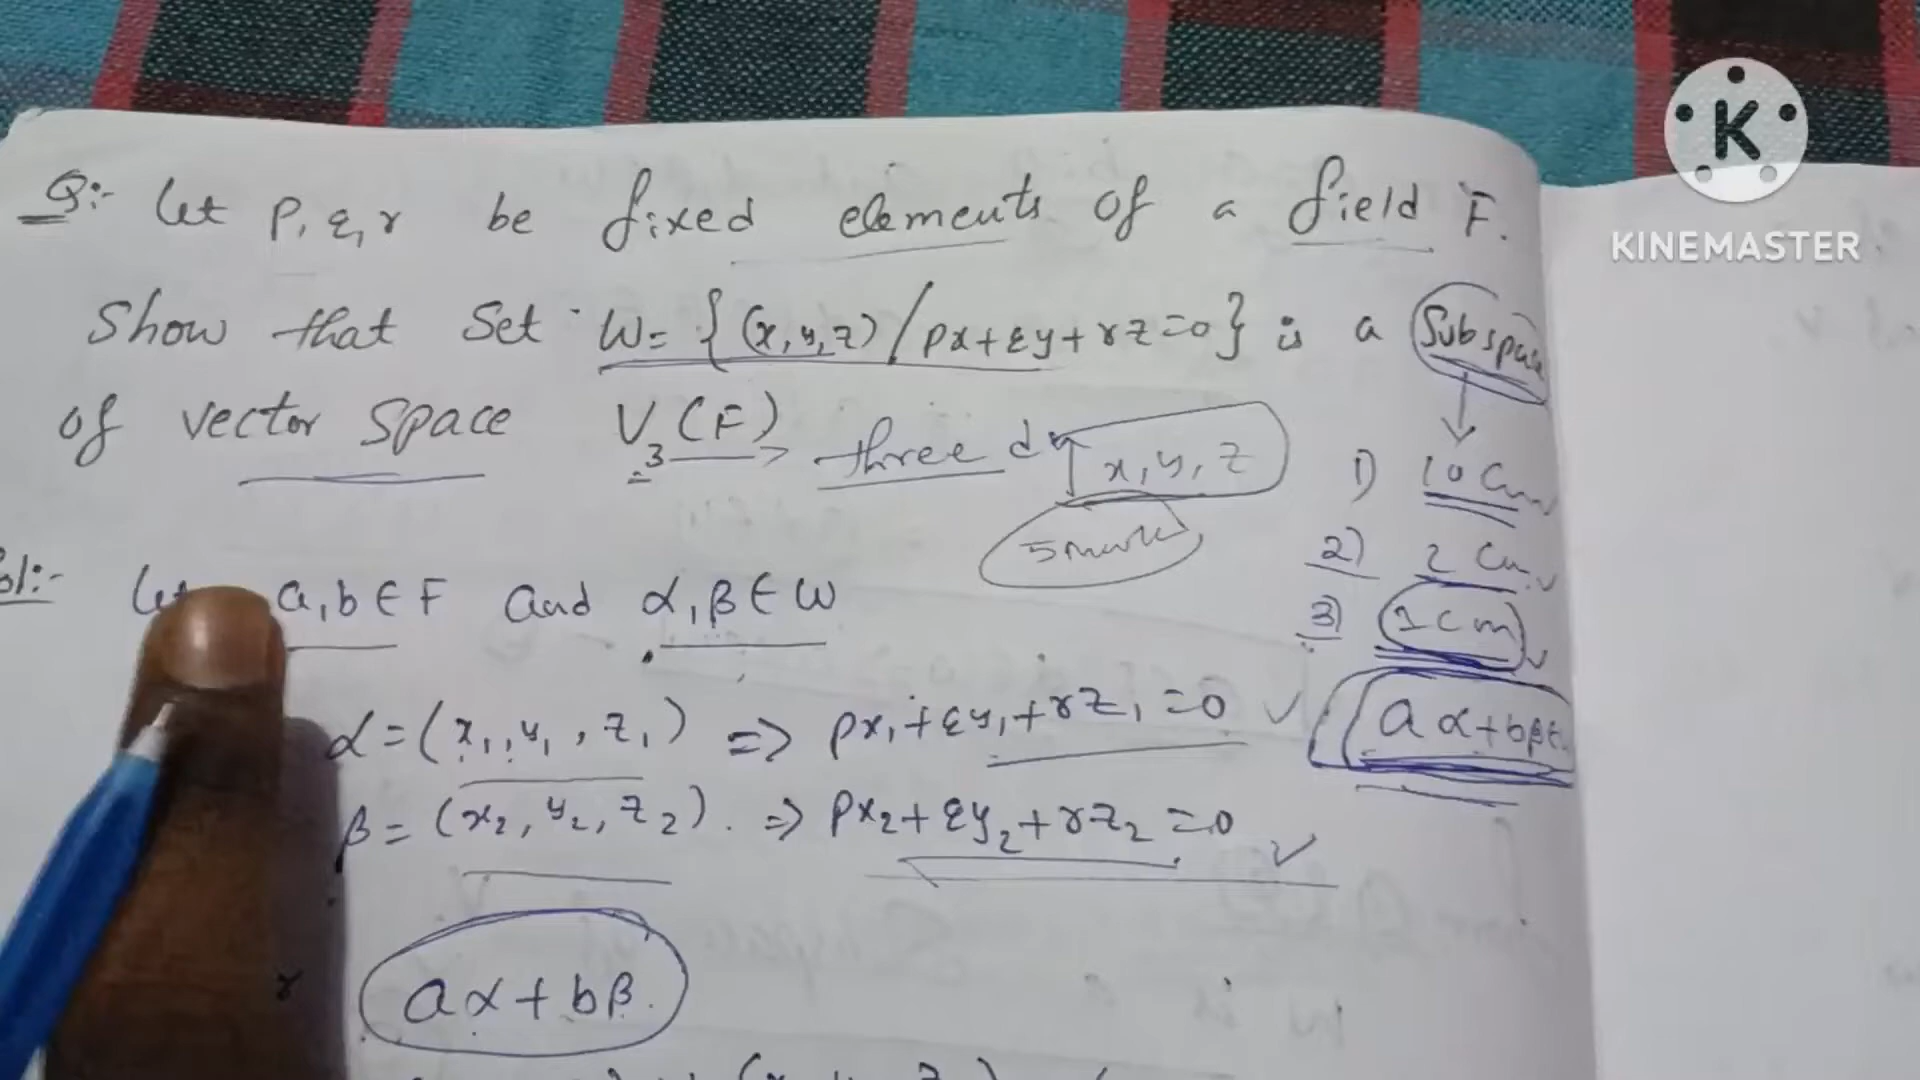 Q:- Let p, q, r be fixed elements of a field F.
Show that set W= {(x, y, z) / px+qy+rz=0} is a Subspace
of vector space V₃(F) three d x, y, z
5 mark
1) 10 Cm
2) 2 Cm
3) 1 cm
aα+bβ∈
Sol:- Let a, b ∈ F and α, β ∈ W
α = (x₁, y₁, z₁) => px₁+qy₁+rz₁ =0
β = (x₂, y₂, z₂). => px₂+qy₂+rz₂ =0
aα + bβ.
K
KINEMASTER